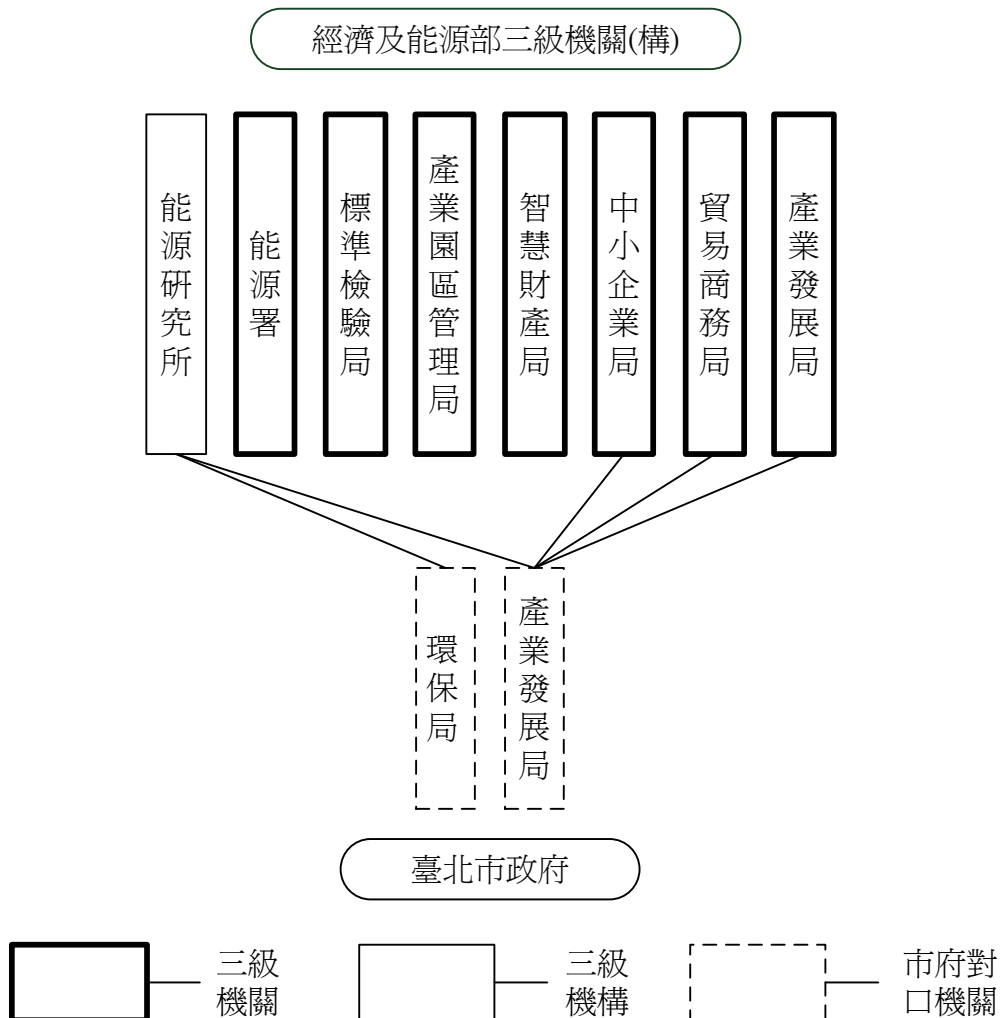 經濟及能源部三級機關(構)
能源研究所
能源署
標準檢驗局
產業園區管理局
智慧財產局
中小企業局
貿易商務局
產業發展局
環保局
產業發展局
臺北市政府
三級
機關
三級
機構
市府對
口機關